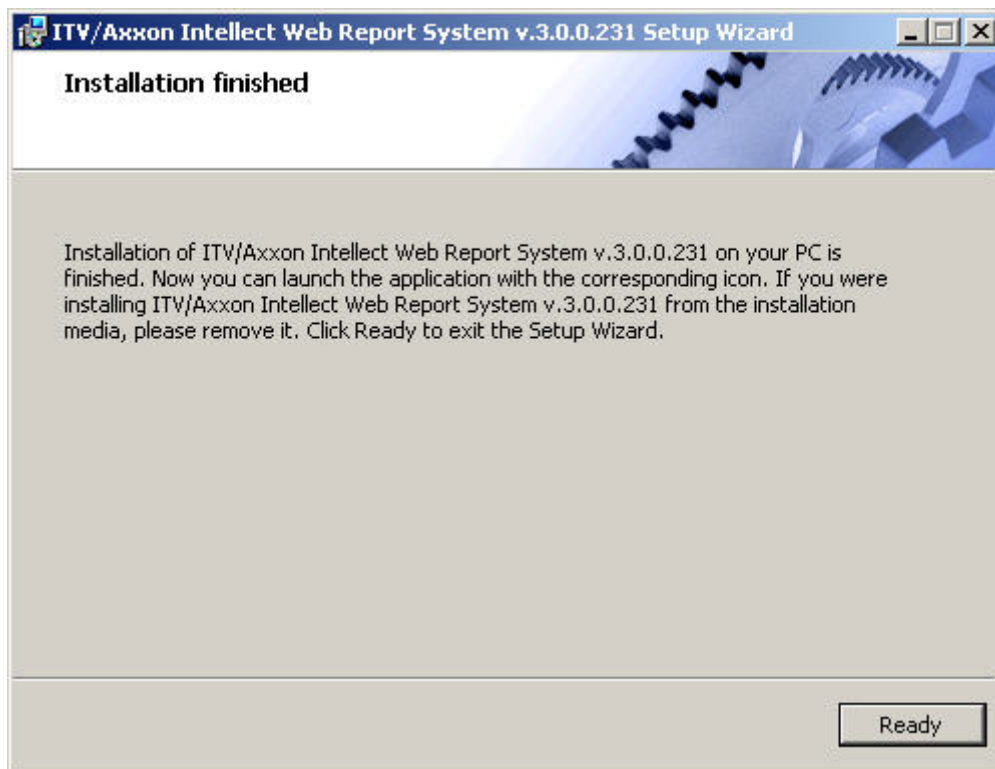 ITV/Axxon Intellect Web Report System v.3.0.0.231 Setup Wizard
Installation finished
Installation of ITV/Axxon Intellect Web Report System v.3.0.0.231 on your PC is
finished. Now you can launch the application with the corresponding icon. If you were
installing ITV/Axxon Intellect Web Report System v.3.0.0.231 from the installation
media, please remove it. Click Ready to exit the Setup Wizard.
Ready